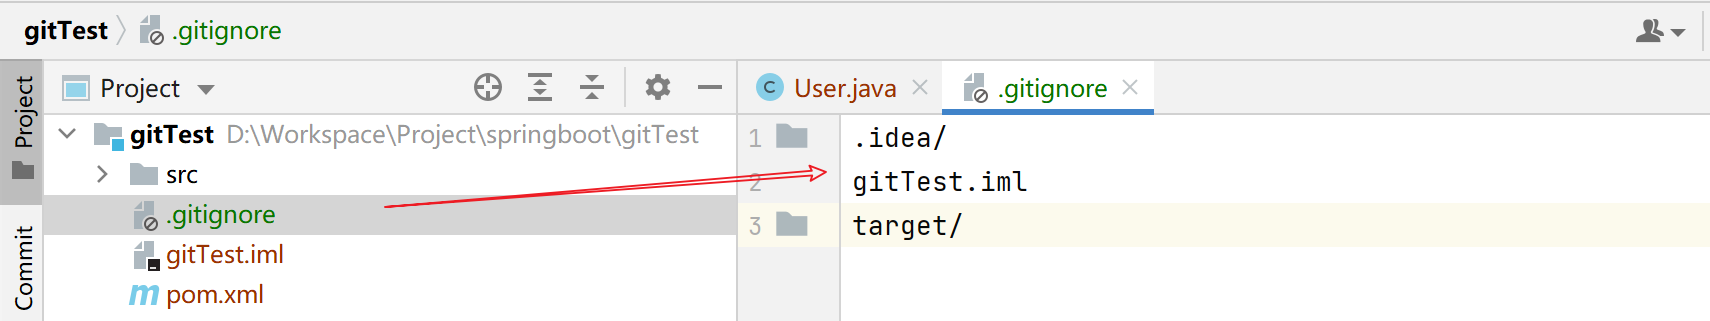 gitTest .gitignore
Project
Commit
Project
gitTest D:\Workspace\Project\springboot\gitTest
src
.gitignore
gitTest.iml
pom.xml
User.java .gitignore
1 .idea/
2 gitTest.iml
3 target/